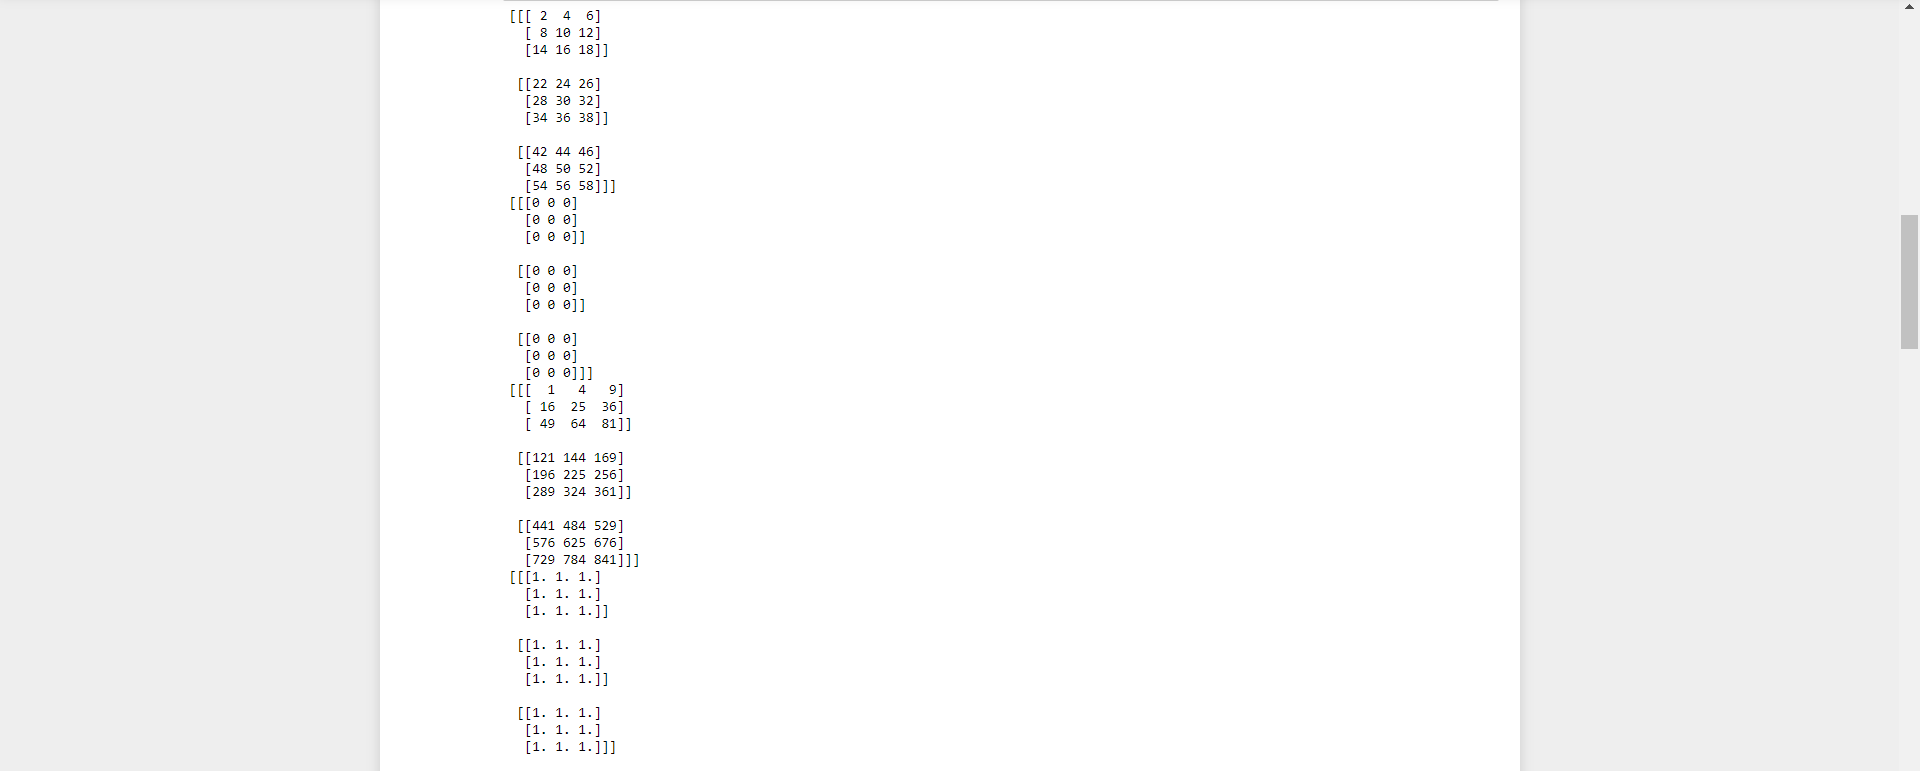 [[[ 2  4  6]
  [ 8 10 12]
  [14 16 18]]

 [[22 24 26]
  [28 30 32]
  [34 36 38]]

 [[42 44 46]
  [48 50 52]
  [54 56 58]]]
[[[0 0 0]
  [0 0 0]
  [0 0 0]]

 [[0 0 0]
  [0 0 0]
  [0 0 0]]

 [[0 0 0]
  [0 0 0]
  [0 0 0]]]
[[[  1   4   9]
  [ 16  25  36]
  [ 49  64  81]]

 [[121 144 169]
  [196 225 256]
  [289 324 361]]

 [[441 484 529]
  [576 625 676]
  [729 784 841]]]
[[[1. 1. 1.]
  [1. 1. 1.]
  [1. 1. 1.]]

 [[1. 1. 1.]
  [1. 1. 1.]
  [1. 1. 1.]]

 [[1. 1. 1.]
  [1. 1. 1.]
  [1. 1. 1.]]]